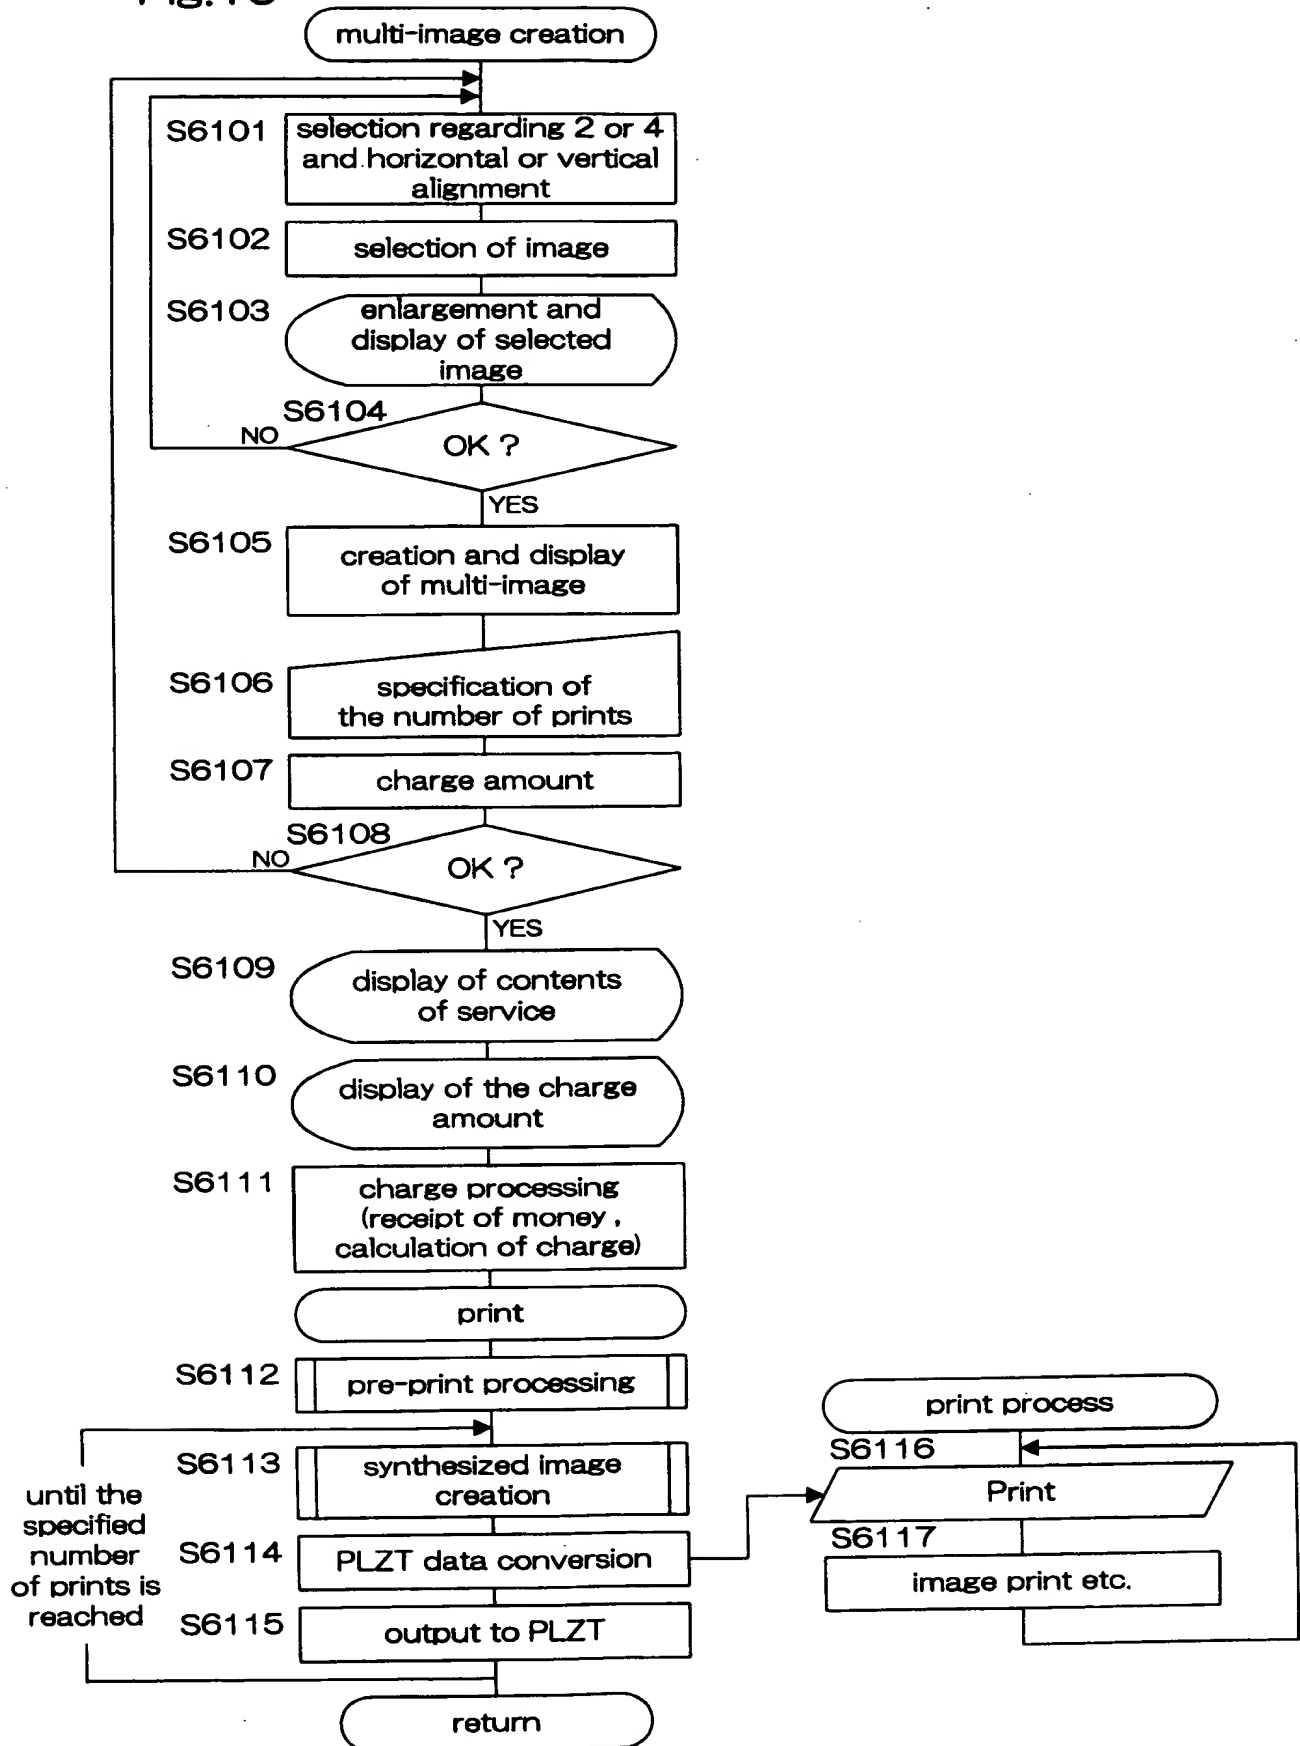 multi-image creation
S6101
selection regarding 2 or 4
and horizontal or vertical
alignment
S6102
selection of image
S6103
enlargement and
display of selected
image
S6104
NO
OK ?
YES
S6105
creation and display
of multi-image
S6106
specification of
the number of prints
S6107
charge amount
S6108
NO
OK ?
YES
S6109
display of contents
of service
S6110
display of the charge
amount
S6111
charge processing
(receipt of money ,
calculation of charge)
print
S6112
pre-print processing
S6113
synthesized image
creation
until the
specified
number
of prints is
reached
S6114
PLZT data conversion
S6115
output to PLZT
return
print process
S6116
Print
S6117
image print etc.